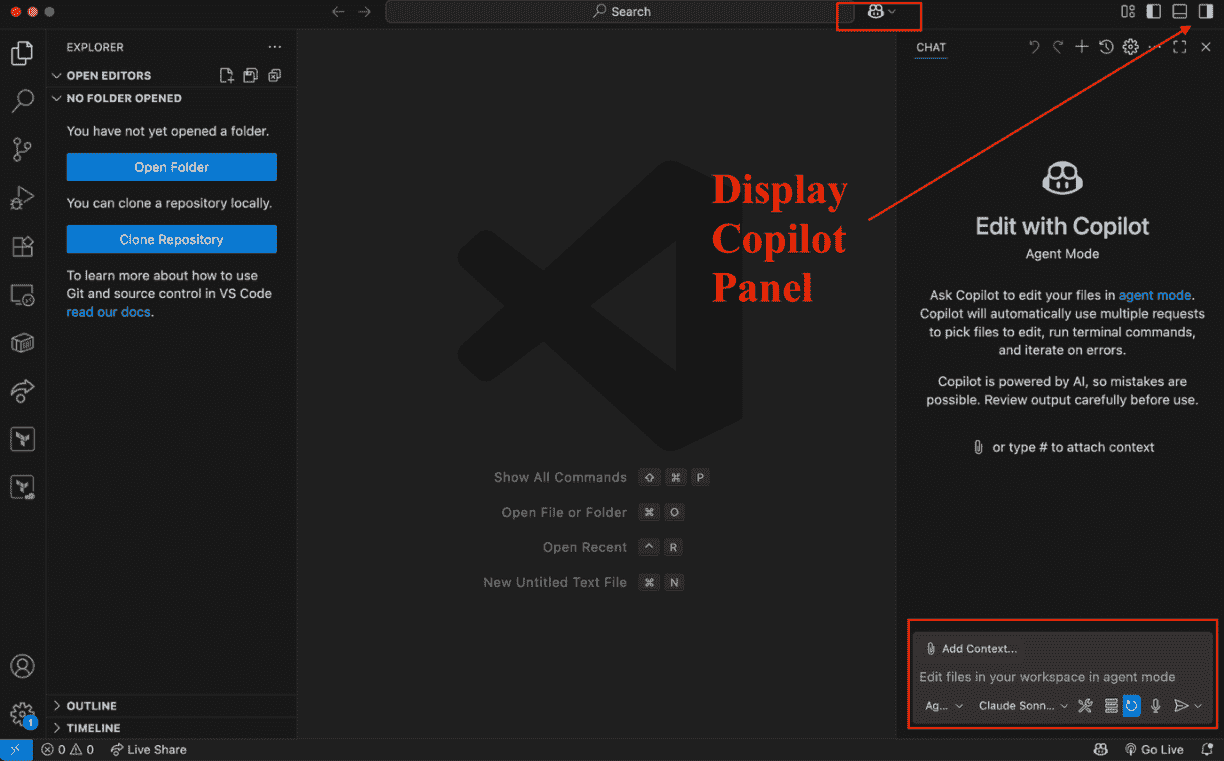 Search
EXPLORER
OPEN EDITORS
NO FOLDER OPENED
You have not yet opened a folder.
Open Folder
You can clone a repository locally.
Clone Repository
To learn more about how to use
Git and source control in VS Code
read our docs.
OUTLINE
TIMELINE
Display
Copilot
Panel
Show All Commands ⇧ ⌘ P
Open File or Folder ⌘ O
Open Recent ^ R
New Untitled Text File ⌘ N
CHAT
Edit with Copilot
Agent Mode
Ask Copilot to edit your files in agent mode.
Copilot will automatically use multiple requests
to pick files to edit, run terminal commands,
and iterate on errors.
Copilot is powered by AI, so mistakes are
possible. Review output carefully before use.
or type # to attach context
Add Context...
Edit files in your workspace in agent mode
Ag... Claude Sonn...
1
0 0 Live Share
Go Live